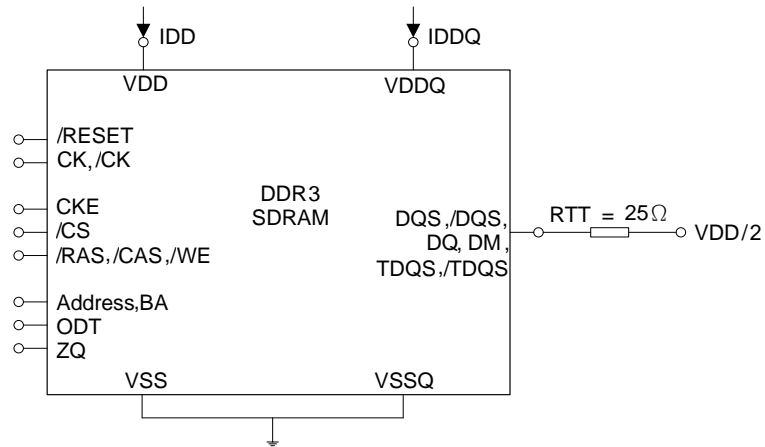 IDD
IDDQ
VDD
VDDQ
/RESET
CK, /CK
DDR3
SDRAM
CKE
/CS
/RAS,/CAS,/WE
DQS,/DQS,
DQ, DM,
TDQS,/TDQS
RTT = 25Ω
VDD/2
Address,BA
ODT
ZQ
VSS
VSSQ